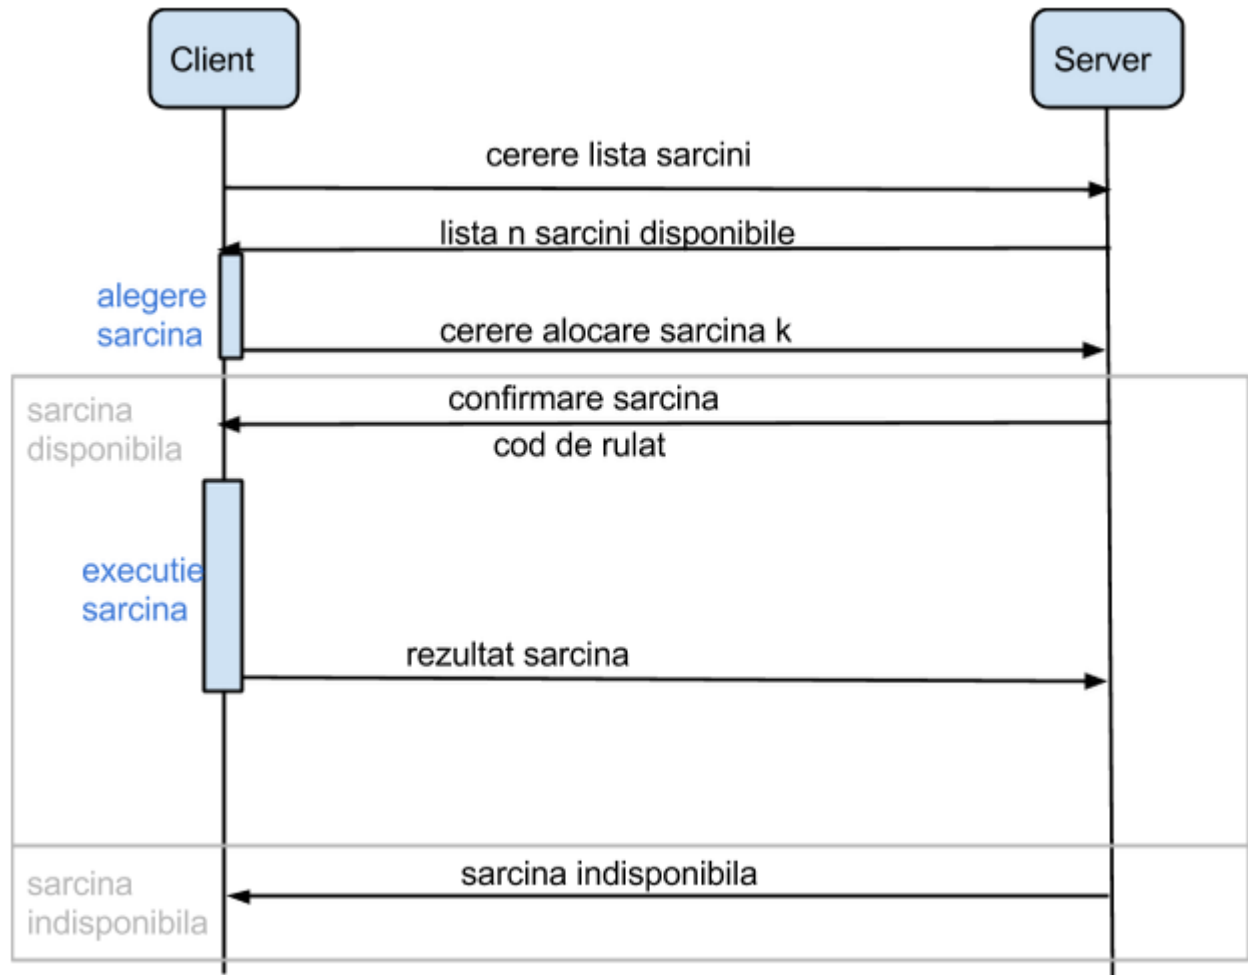 Client
Server
cerere lista sarcini
lista n sarcini disponibile
alegere
sarcina
cerere alocare sarcina k
sarcina
disponibila
confirmare sarcina
cod de rulat
executie
sarcina
rezultat sarcina
sarcina
indisponibila
sarcina indisponibila